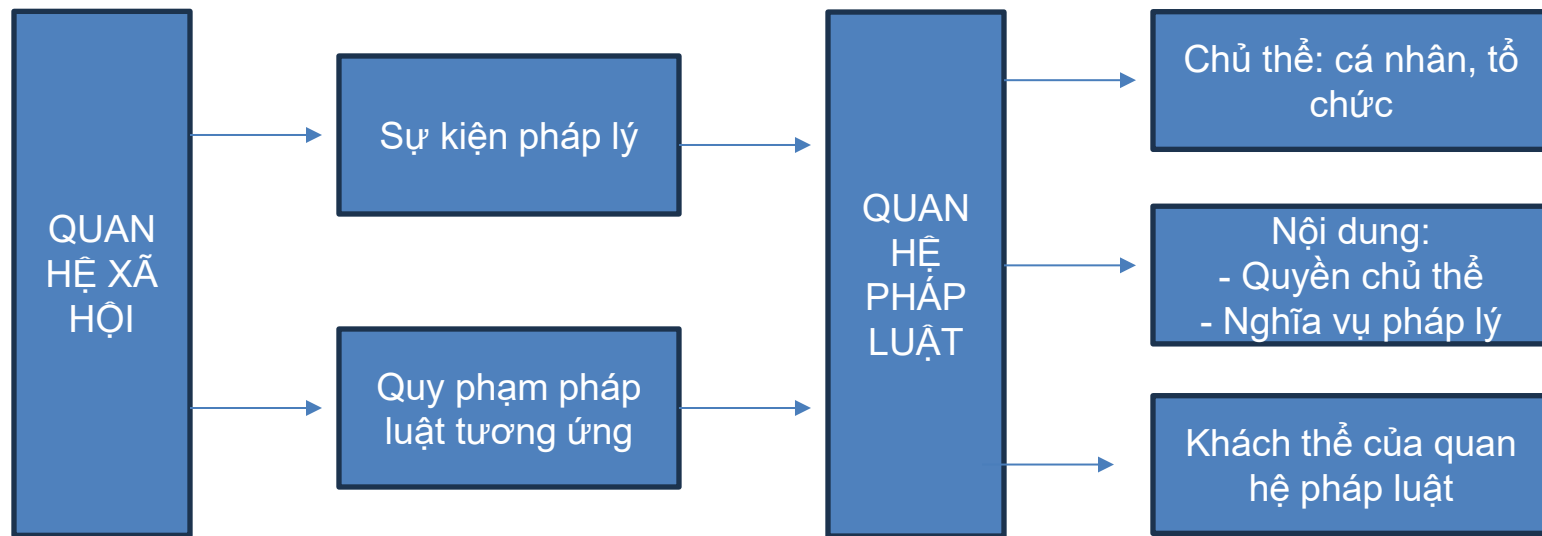 QUAN
HỆ XÃ
HỘI
Sự kiện pháp lý
Quy phạm pháp
luật tương ứng
QUAN
HỆ
PHÁP
LUẬT
Chủ thể: cá nhân, tổ
chức
Nội dung:
- Quyền chủ thể
- Nghĩa vụ pháp lý
Khách thể của quan
hệ pháp luật